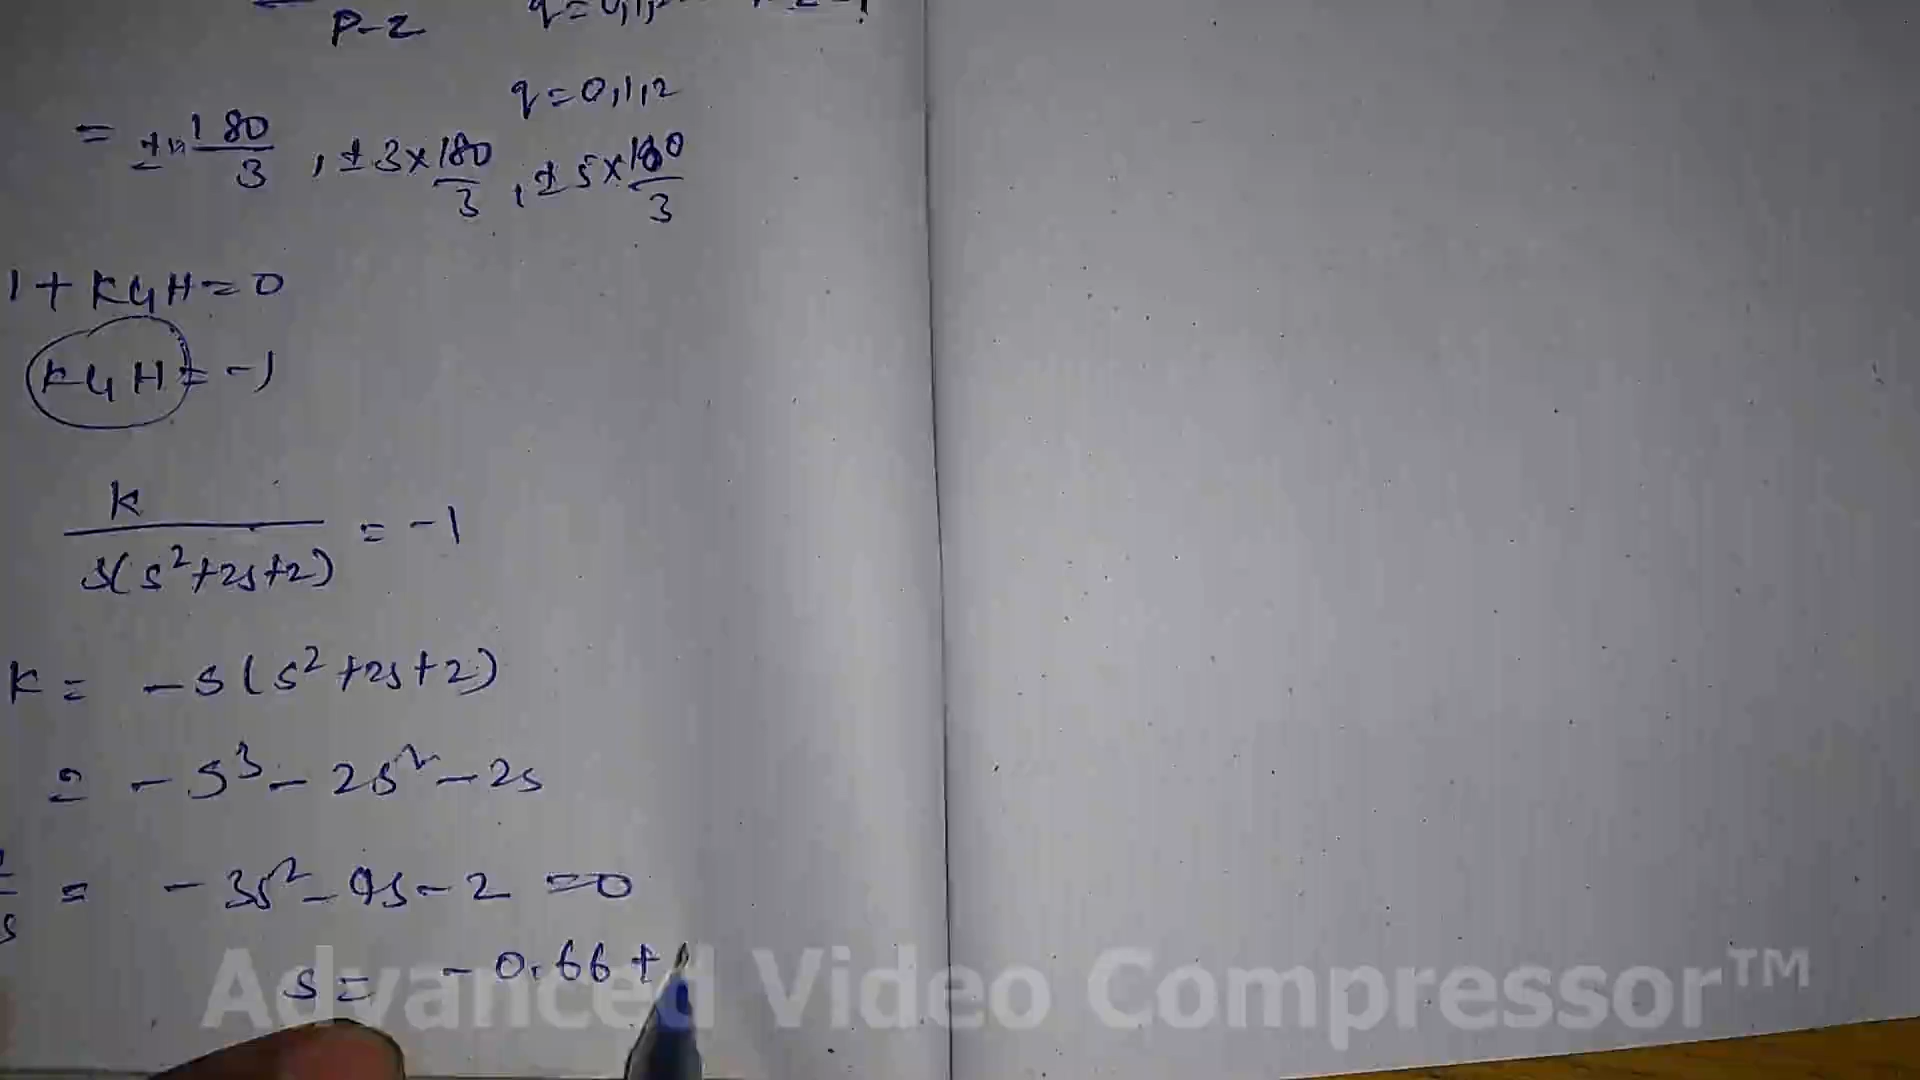 P-Z
q=0,1,2
= ± 180/3 , ±3×180/3 , ±5×180/3
1+KGH=0
KGH=-1
K/s(s²+2s+2) = -1
K= -s(s²+2s+2)
= -s³-2s²-2s
= -3s²-4s-2=0
s= -0.66+
Advanced Video Compressor™